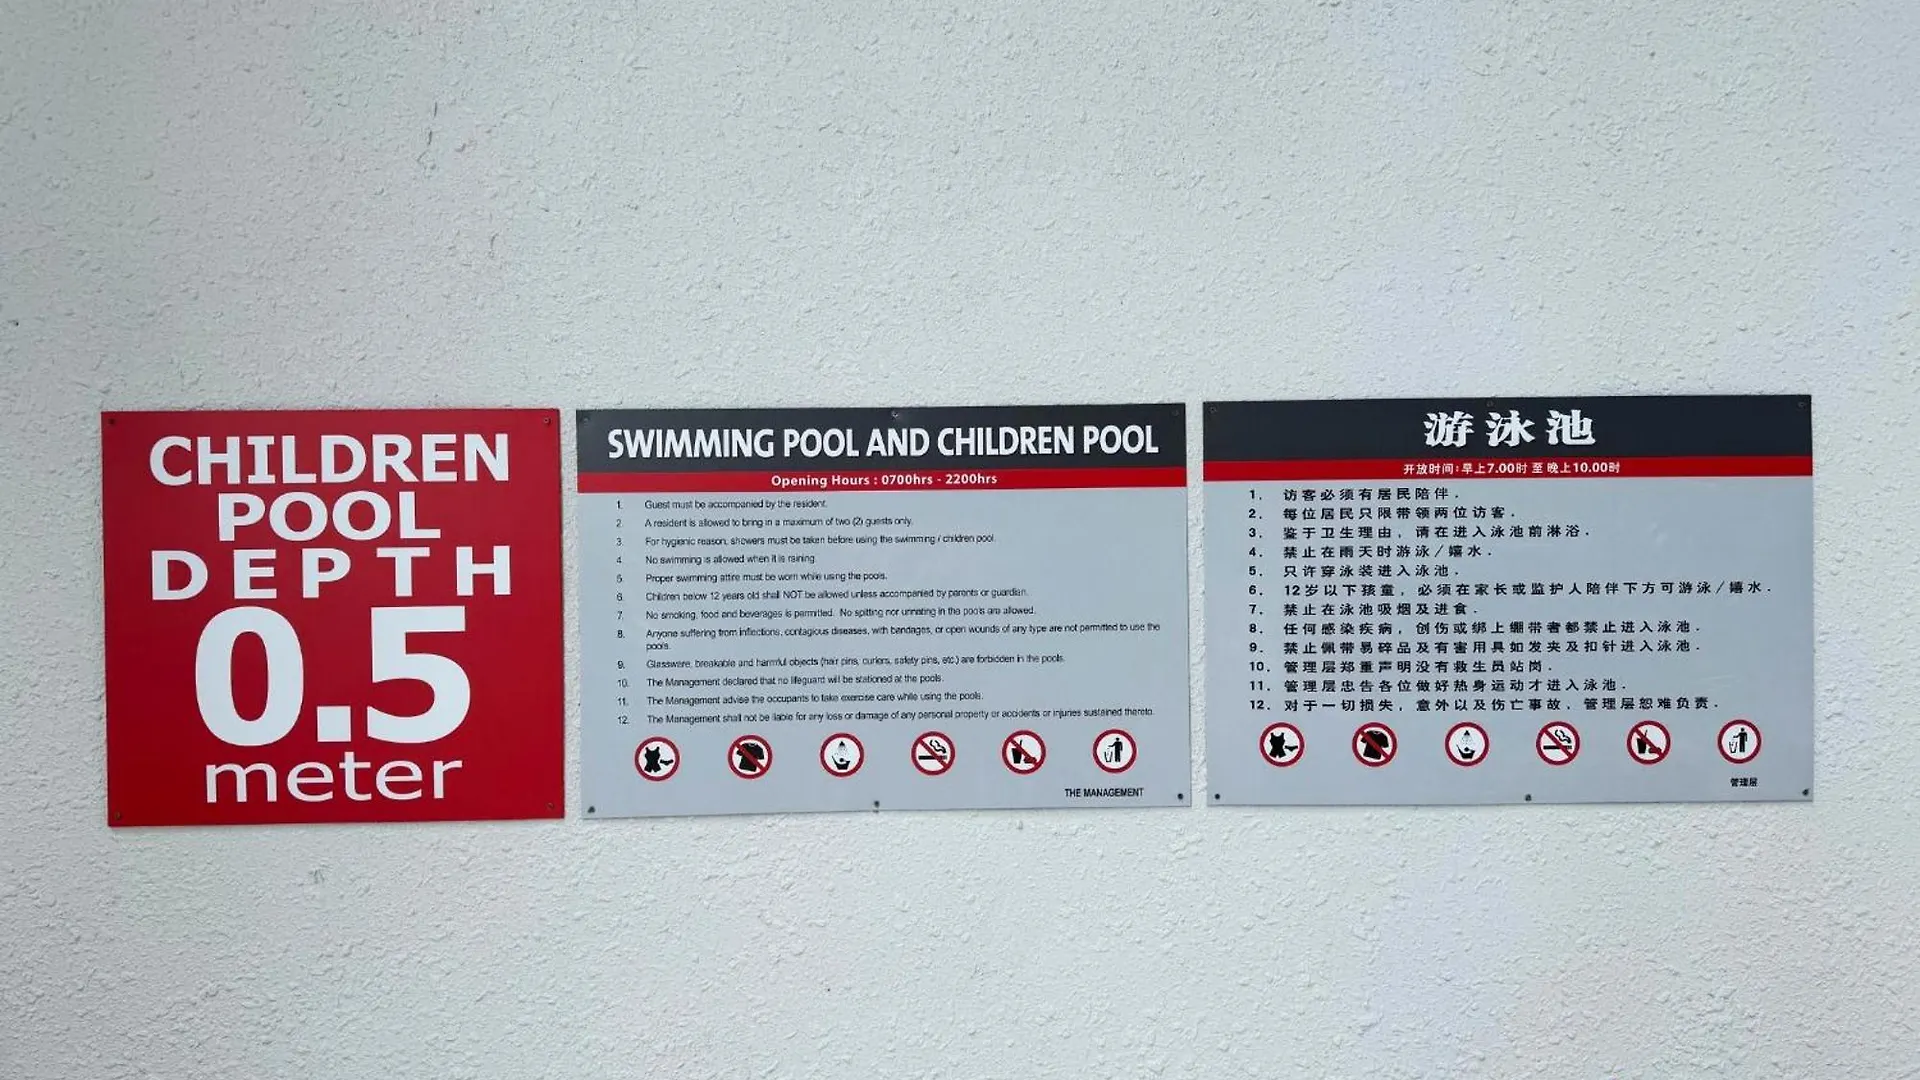 CHILDREN
POOL
DEPTH
0.5
meter
SWIMMING POOL AND CHILDREN POOL
Opening Hours : 0700hrs - 2200hrs
1. Guest must be accompanied by the resident.
2. A resident is allowed to bring in a maximum of two (2) guests only.
3. For hygienic reason, showers must be taken before using the swimming / children pool.
4. No swimming is allowed when it is raining.
5. Proper swimming attire must be worn while using the pools.
6. Children below 12 years old shall NOT be allowed unless accompanied by parents or guardian.
7. No smoking, food and beverages is permitted. No spitting nor urinating in the pools are allowed.
8. Anyone suffering from inflections, contagious diseases, with bandages, or open wounds of any type are not permitted to use the
pools.
9. Glassware, breakable and harmful objects (hair pins, curlers, safety pins, etc.) are forbidden in the pools.
10. The Management declared that no lifeguard will be stationed at the pools.
11. The Management advise the occupants to take exercise care while using the pools.
12. The Management shall not be liable for any loss or damage of any personal property or accidents or injuries sustained thereto.
THE MANAGEMENT
游泳池
开放时间:早上7.00时 至 晚上10.00时
1. 访客必须有居民陪伴.
2. 每位居民只限带领两位访客.
3. 鉴于卫生理由, 请在进入泳池前淋浴.
4. 禁止在雨天时游泳/嬉水.
5. 只许穿泳装进入泳池.
6. 12岁以下孩童, 必须在家长或监护人陪伴下方可游泳/嬉水.
7. 禁止在泳池吸烟及进食.
8. 任何感染疾病, 创伤或绑上绷带者都禁止进入泳池.
9. 禁止佩带易碎品及有害用具如发夹及扣针进入泳池.
10. 管理层郑重声明没有救生员站岗.
11. 管理层忠告各位做好热身运动才进入泳池.
12. 对于一切损失, 意外以及伤亡事故, 管理层恕难负责.
管理层